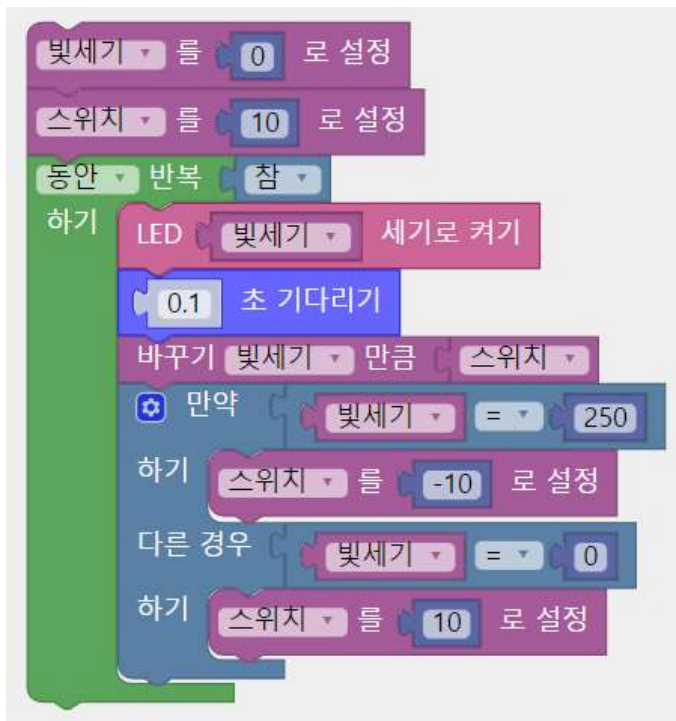 빛세기 를 0 로 설정
스위치 를 10 로 설정
동안 반복 참
하기 LED 빛세기 세기로 켜기
0.1 초 기다리기
바꾸기 빛세기 만큼 스위치
만약 빛세기 = 250
하기 스위치 를 -10 로 설정
다른 경우 빛세기 = 0
하기 스위치 를 10 로 설정